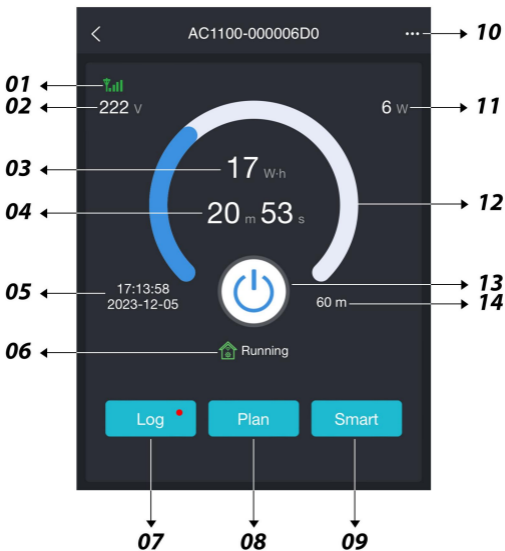 AC1100-000006D0 ... 10
01
02 222 V 6 W 11
03 17 W·h
04 20 m 53 s 12
13
05 17:13:58
2023-12-05 60 m 14
06 Running
Log Plan Smart
07 08 09